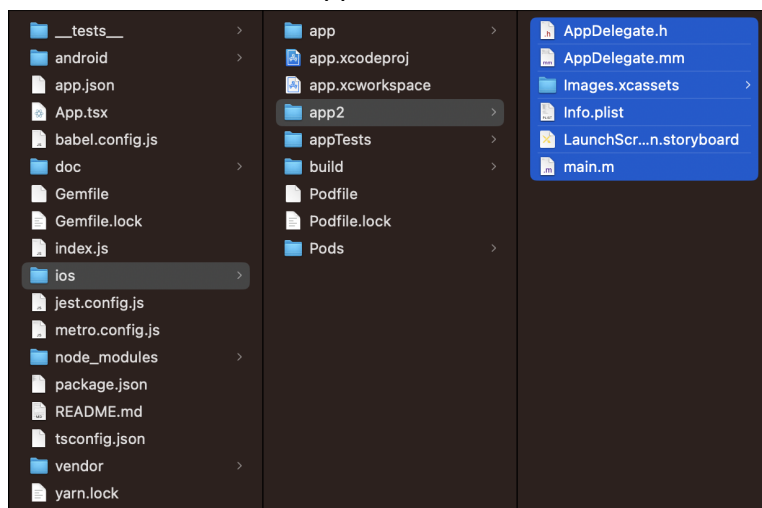 __tests__
android
app.json
App.tsx
babel.config.js
doc
Gemfile
Gemfile.lock
index.js
ios
jest.config.js
metro.config.js
node_modules
package.json
README.md
tsconfig.json
vendor
yarn.lock
app
app.xcodeproj
app.xcworkspace
app2
appTests
build
Podfile
Podfile.lock
Pods
AppDelegate.h
AppDelegate.mm
Images.xcassets
Info.plist
LaunchScr...n.storyboard
main.m